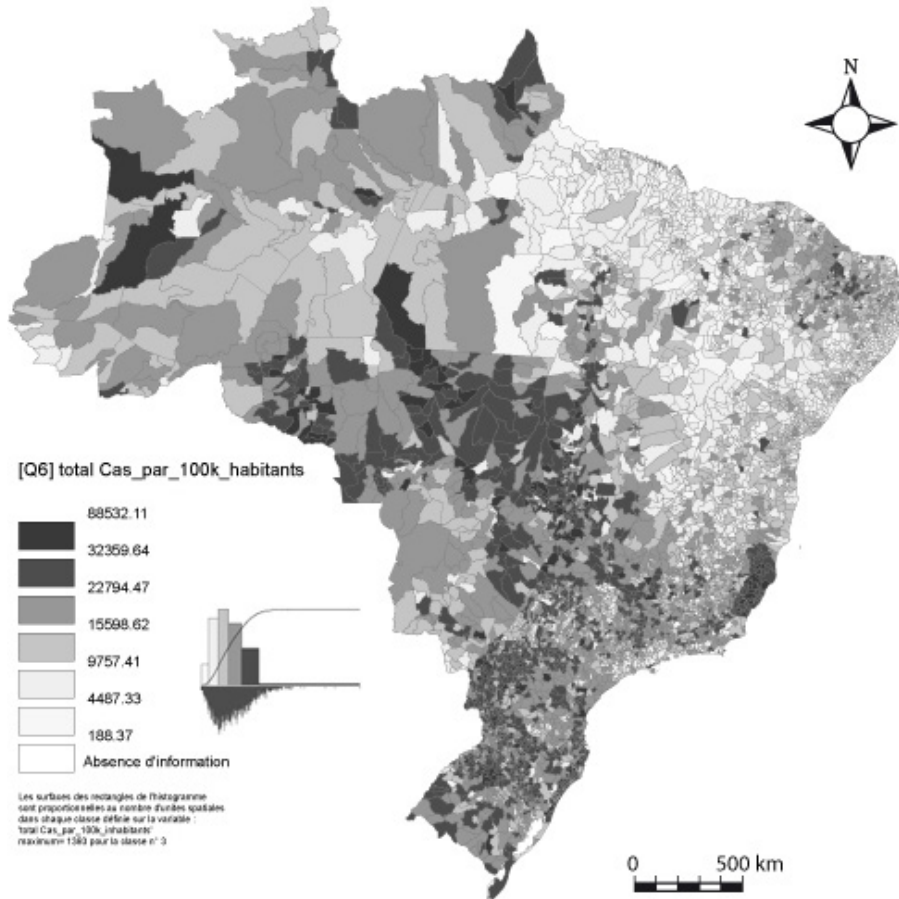 N
[Q6] total Cas_par_100k_habitants
88532.11
32359.64
22794.47
15598.62
9757.41
4487.33
188.37
Absence d'information
Les surfaces des rectangles de l'histogramme
sont proportionnelles au nombre d'unites spatiales
dans chaque classe définie sur la variable :
'total Cas_par_100k_inhabitants'
maximum= 1380 pour la classe n° 3
0 500 km